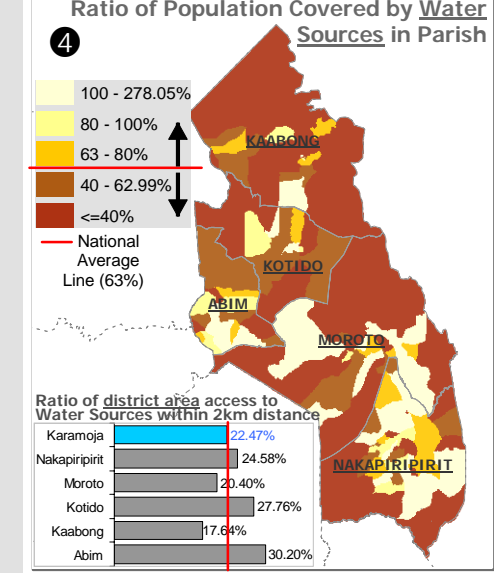 Ratio of Population Covered by Water
Sources in Parish
4
100 - 278.05%
80 - 100%
63 - 80%
40 - 62.99%
<=40%
National
Average
Line (63%)
KAABONG
KOTIDO
ABIM
MOROTO
NAKAPIRIPIRIT
Ratio of district area access to
Water Sources within 2km distance
Karamoja 22.47%
Nakapiripirit 24.58%
Moroto 20.40%
Kotido 27.76%
Kaabong 17.64%
Abim 30.20%